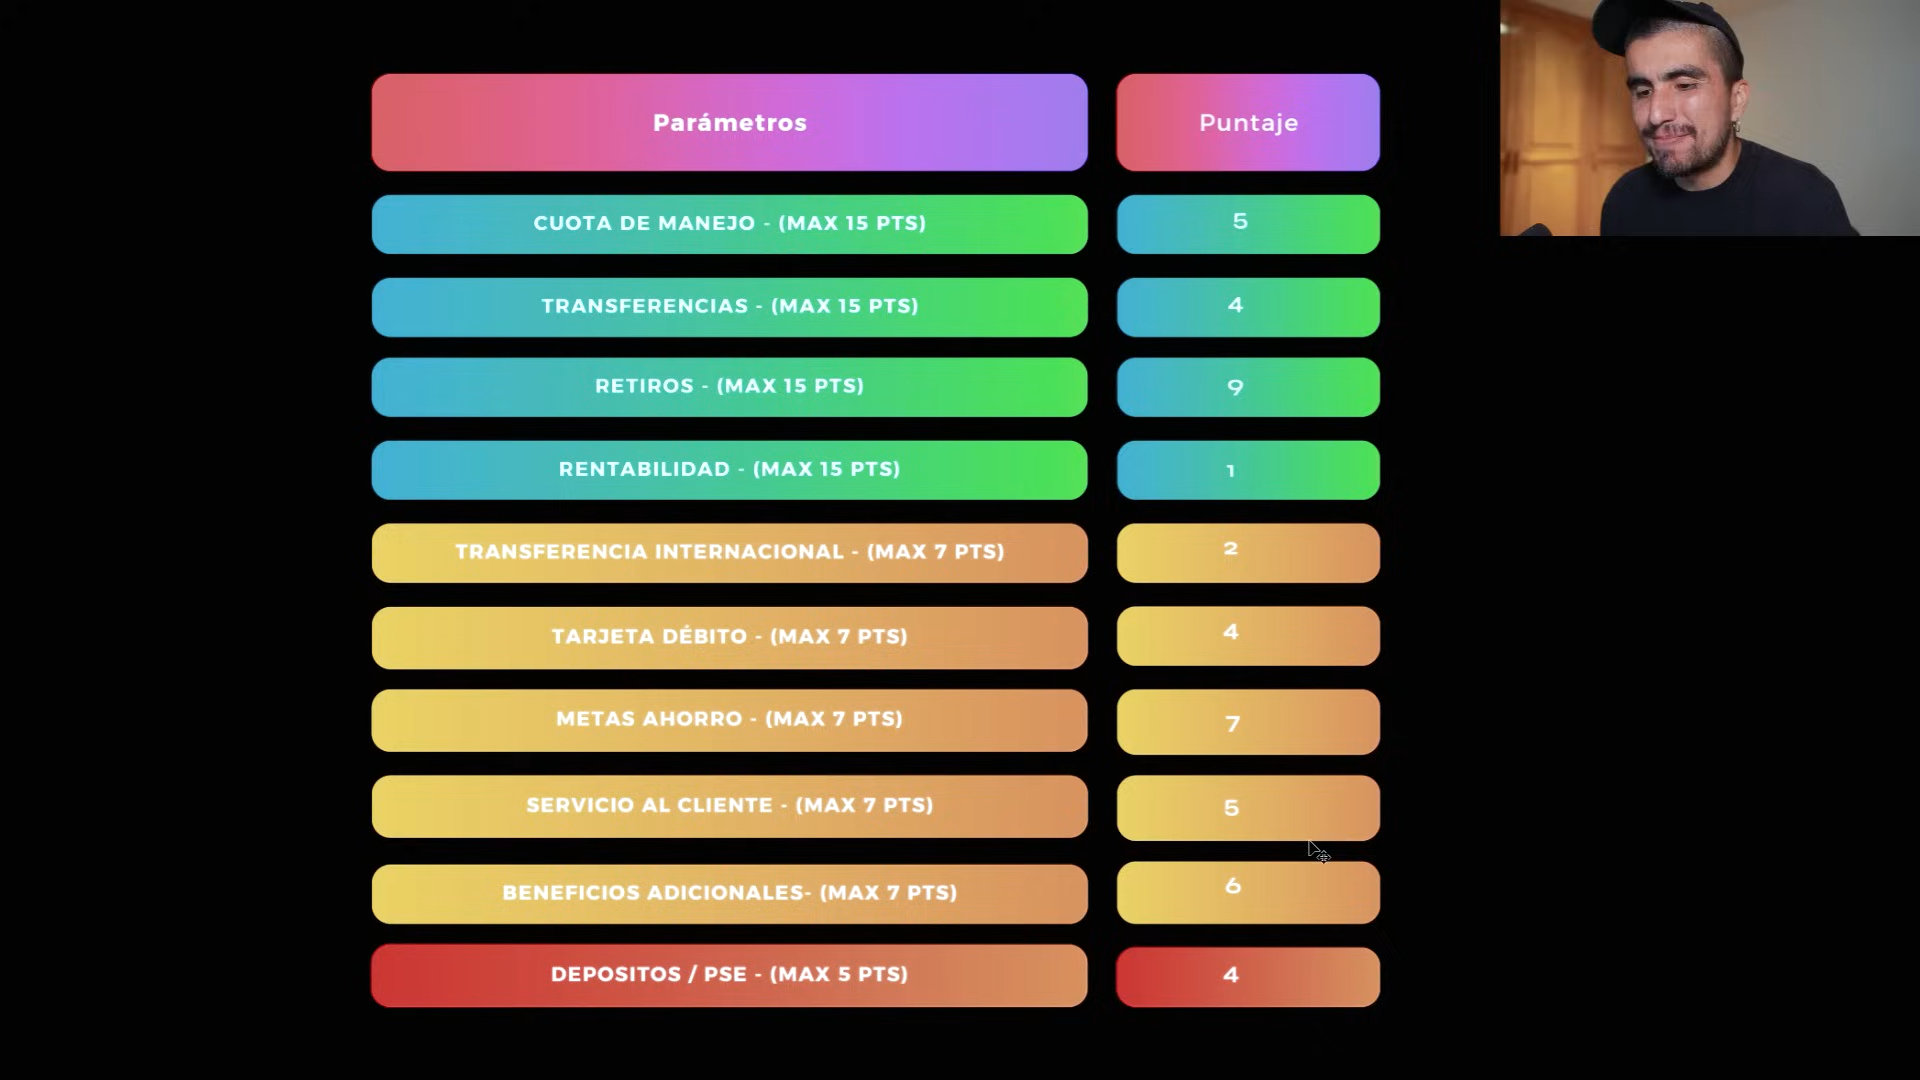 Parámetros Puntaje
CUOTA DE MANEJO - (MAX 15 PTS) 5
TRANSFERENCIAS - (MAX 15 PTS) 4
RETIROS - (MAX 15 PTS) 9
RENTABILIDAD - (MAX 15 PTS) 1
TRANSFERENCIA INTERNACIONAL - (MAX 7 PTS) 2
TARJETA DÉBITO - (MAX 7 PTS) 4
METAS AHORRO - (MAX 7 PTS) 7
SERVICIO AL CLIENTE - (MAX 7 PTS) 5
BENEFICIOS ADICIONALES- (MAX 7 PTS) 6
DEPOSITOS / PSE - (MAX 5 PTS) 4